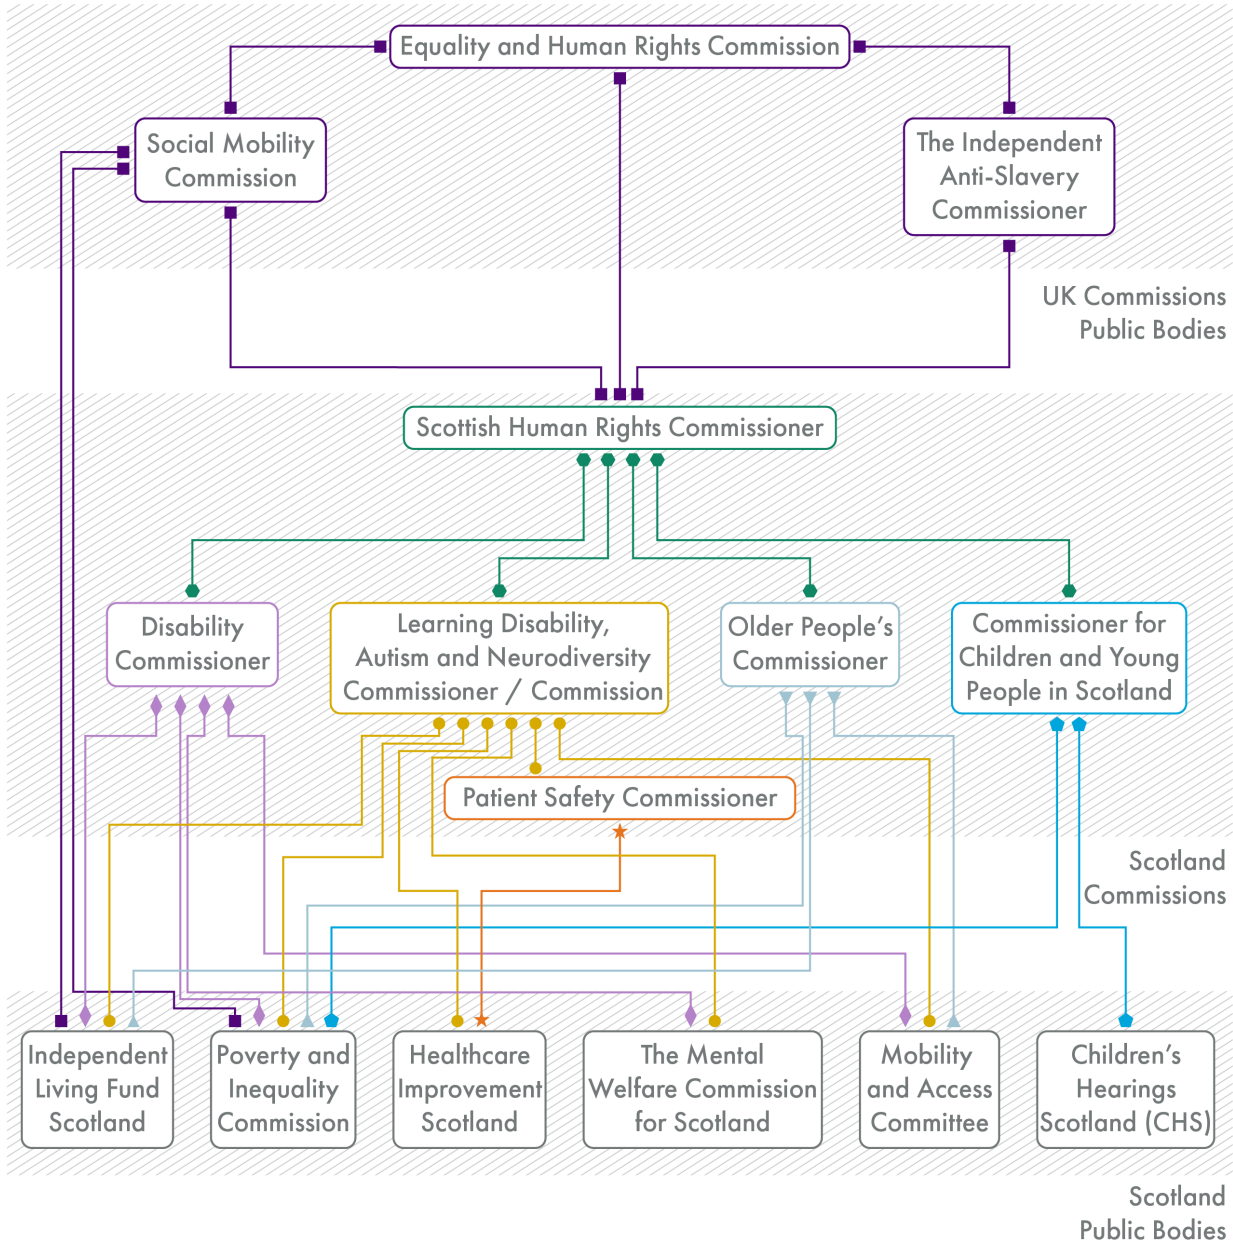 Equality and Human Rights Commission
Social Mobility
Commission
The Independent
Anti-Slavery
Commissioner
UK Commissions
Public Bodies
Scottish Human Rights Commissioner
Disability
Commissioner
Learning Disability,
Autism and Neurodiversity
Commissioner / Commission
Older People’s
Commissioner
Commissioner for
Children and Young
People in Scotland
Patient Safety Commissioner
Scotland
Commissions
Independent
Living Fund
Scotland
Poverty and
Inequality
Commission
Healthcare
Improvement
Scotland
The Mental
Welfare Commission
for Scotland
Mobility
and Access
Committee
Children’s
Hearings
Scotland (CHS)
Scotland
Public Bodies